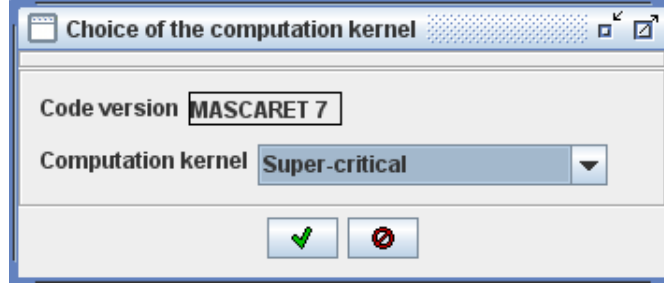 Choice of the computation kernel
Code version MASCARET 7
Computation kernel Super-critical